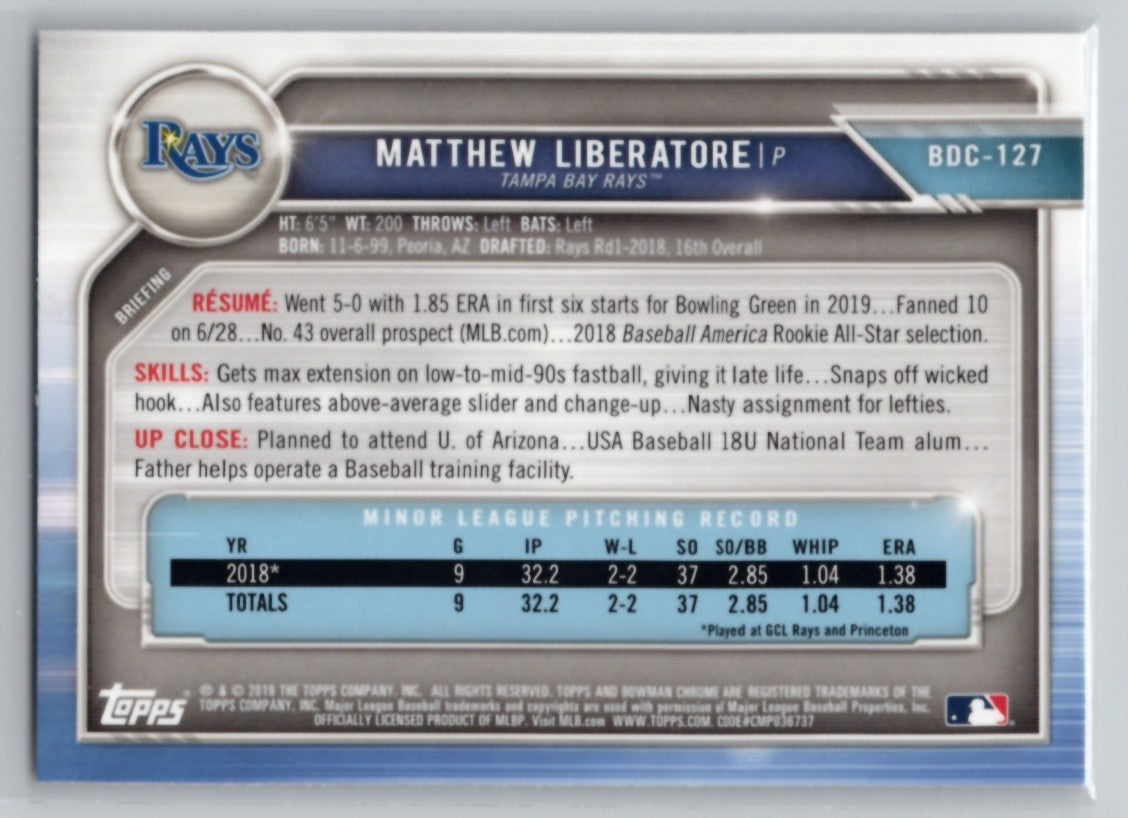 RAYS
MATTHEW LIBERATORE | P
TAMPA BAY RAYS™
BDC-127
HT: 6'5" WT: 200 THROWS: Left BATS: Left
BORN: 11-6-99, Peoria, AZ DRAFTED: Rays Rd1-2018, 16th Overall
BRIEFING
RÉSUMÉ: Went 5-0 with 1.85 ERA in first six starts for Bowling Green in 2019...Fanned 10
on 6/28...No. 43 overall prospect (MLB.com)...2018 Baseball America Rookie All-Star selection.
SKILLS: Gets max extension on low-to-mid-90s fastball, giving it late life...Snaps off wicked
hook...Also features above-average slider and change-up...Nasty assignment for lefties.
UP CLOSE: Planned to attend U. of Arizona...USA Baseball 18U National Team alum...
Father helps operate a Baseball training facility.
MINOR LEAGUE PITCHING RECORD
YR G IP W-L SO SO/BB WHIP ERA
2018* 9 32.2 2-2 37 2.85 1.04 1.38
TOTALS 9 32.2 2-2 37 2.85 1.04 1.38
*Played at GCL Rays and Princeton
topps
® & © 2019 THE TOPPS COMPANY, INC. ALL RIGHTS RESERVED. TOPPS AND BOWMAN CHROME ARE REGISTERED TRADEMARKS OF THE
TOPPS COMPANY, INC. Major League Baseball trademarks and copyrights are used with permission of Major League Baseball Properties, Inc.
OFFICIALLY LICENSED PRODUCT OF MLBP. Visit MLB.com WWW.TOPPS.COM. CODE#CMP036737